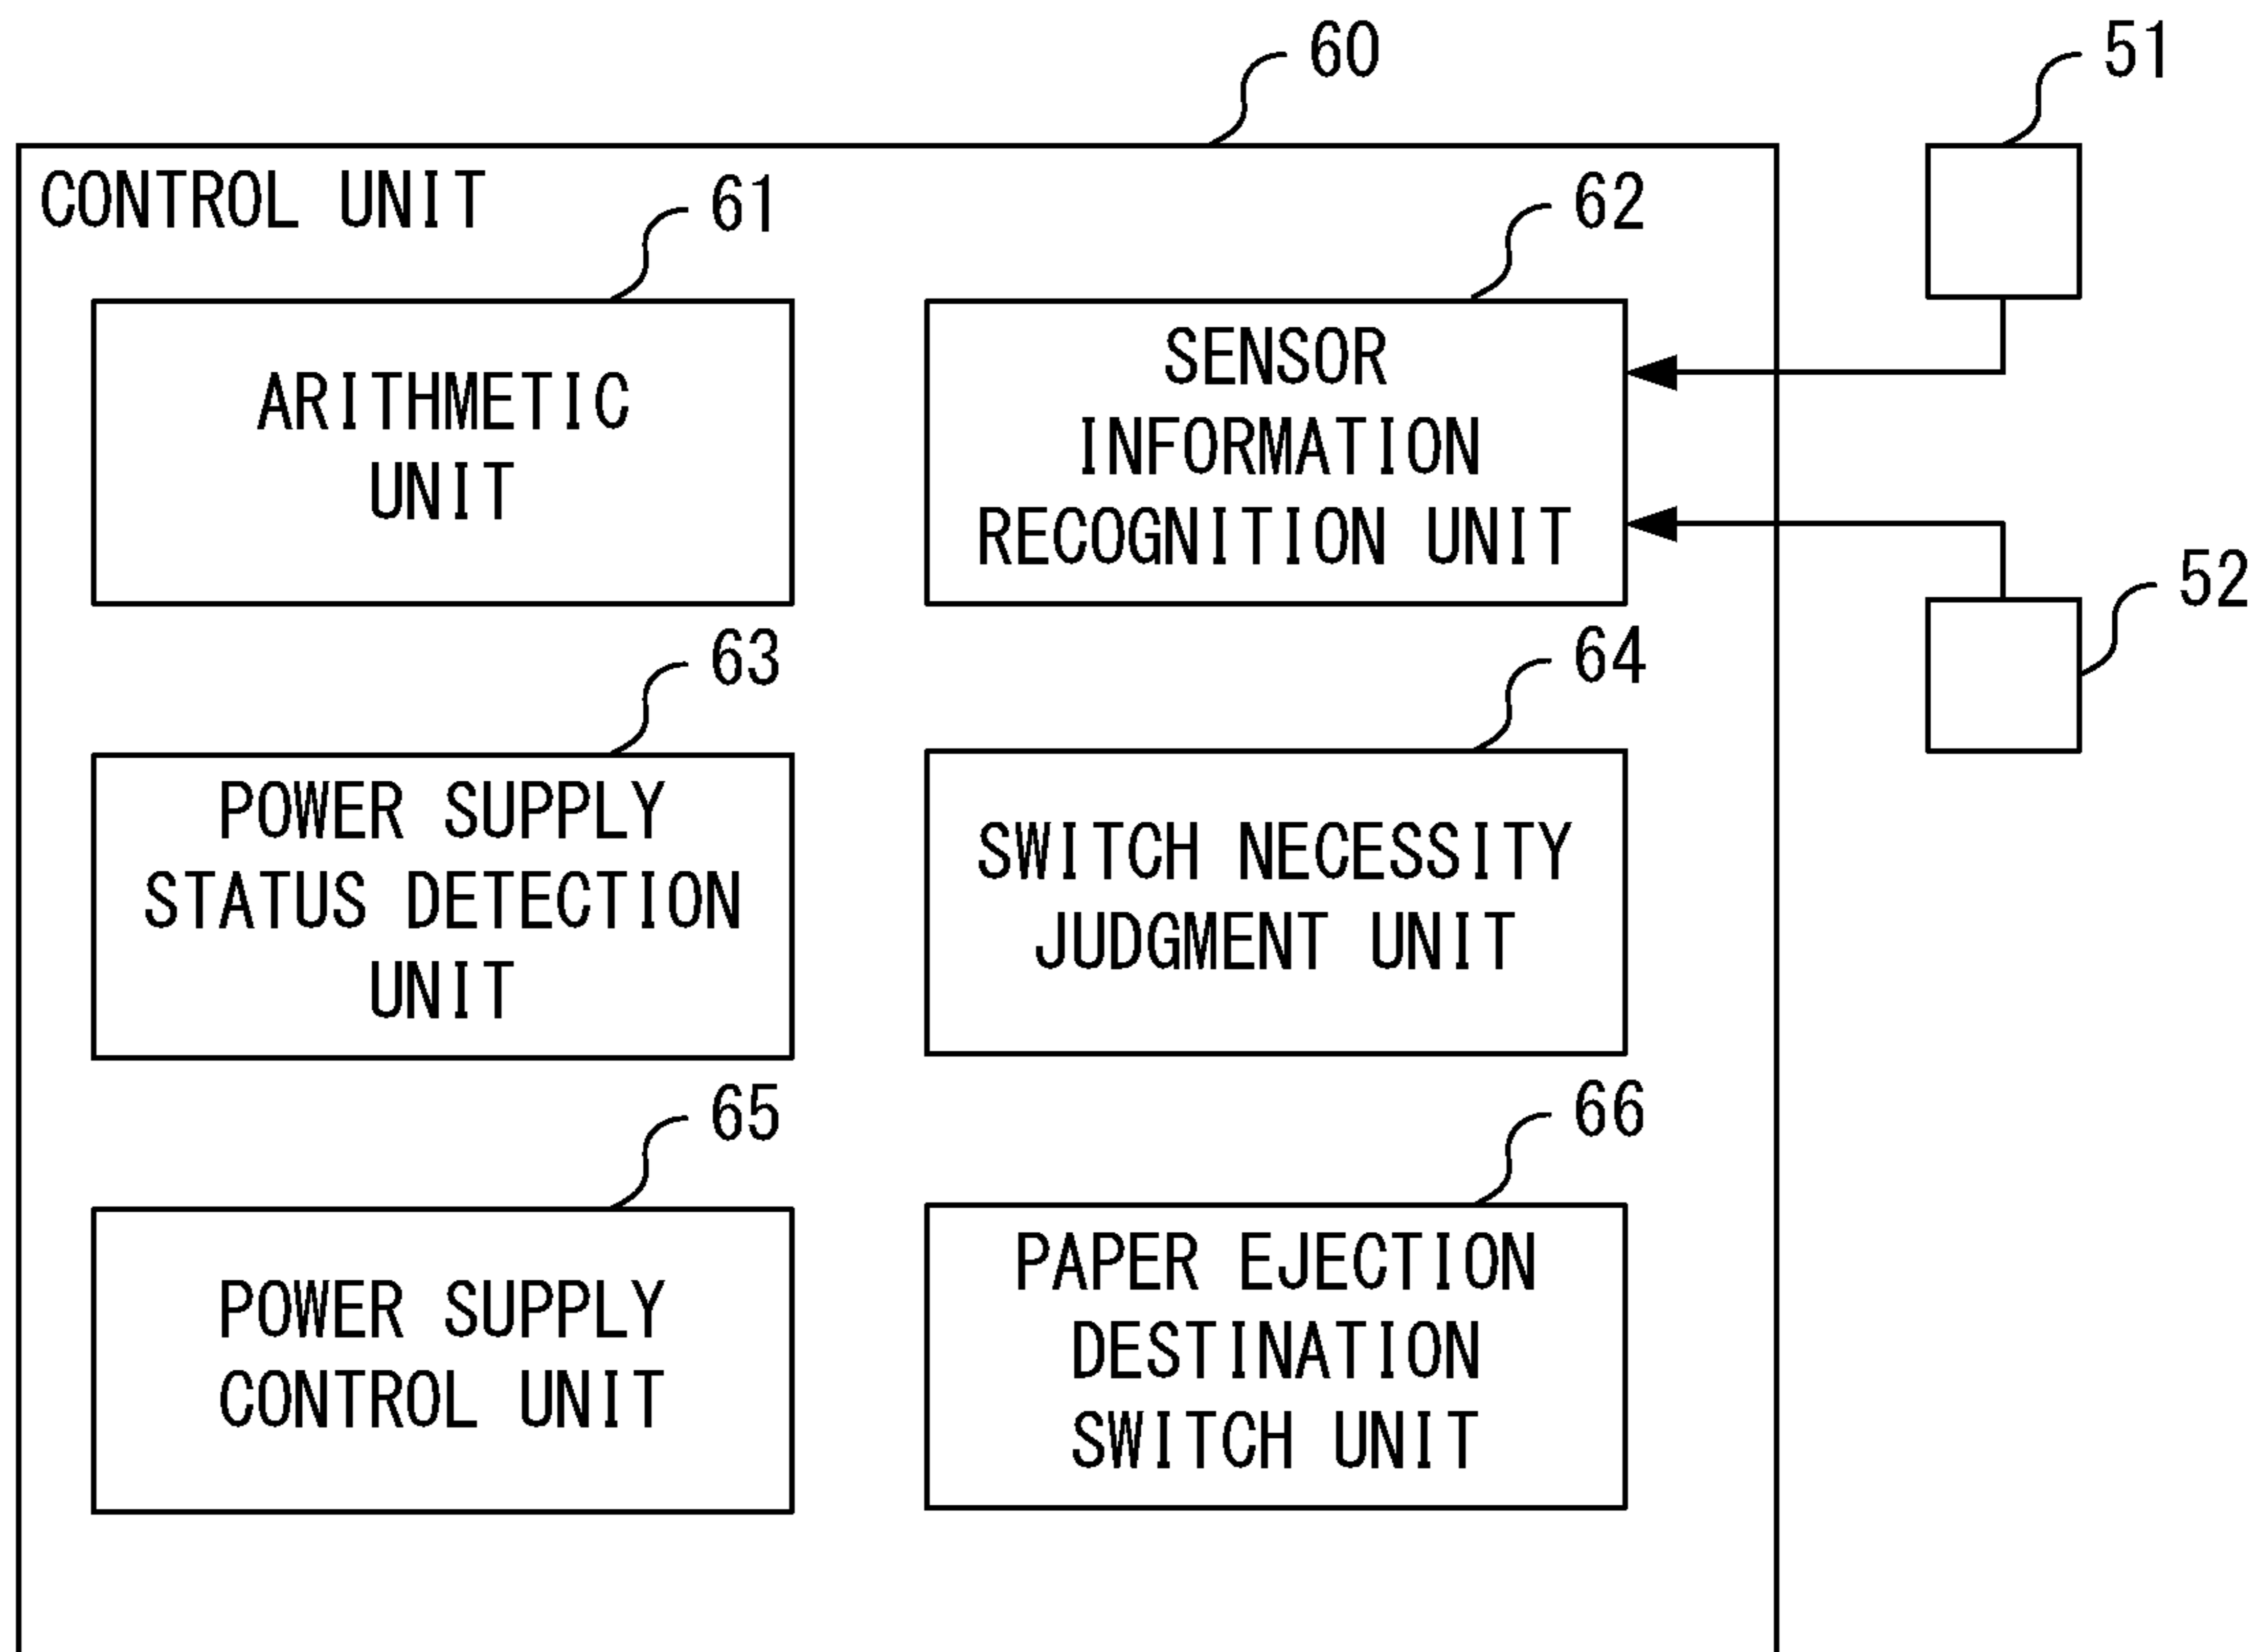 60
51
CONTROL UNIT
61
62
ARITHMETIC
UNIT
SENSOR
INFORMATION
RECOGNITION UNIT
52
63
64
POWER SUPPLY
STATUS DETECTION
UNIT
SWITCH NECESSITY
JUDGMENT UNIT
65
66
POWER SUPPLY
CONTROL UNIT
PAPER EJECTION
DESTINATION
SWITCH UNIT